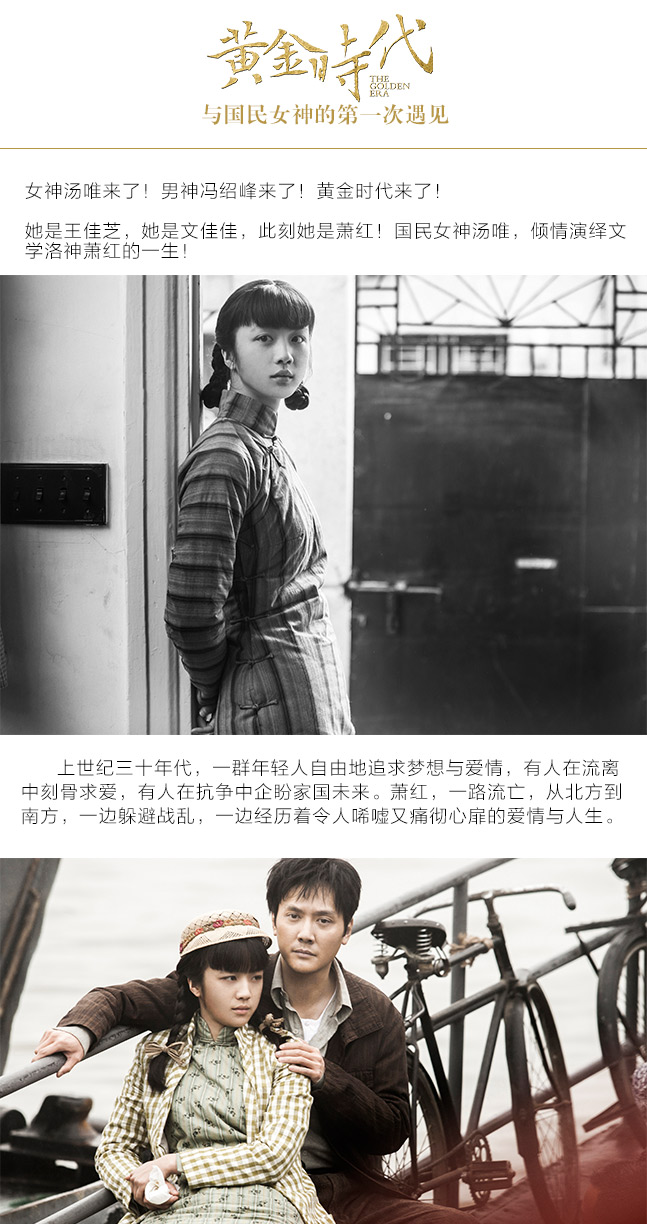 黄金時代
THE
GOLDEN
ERA
与国民女神的第一次遇见
女神汤唯来了！男神冯绍峰来了！黄金时代来了！
她是王佳芝，她是文佳佳，此刻她是萧红！国民女神汤唯，倾情演绎文
学洛神萧红的一生！
上世纪三十年代，一群年轻人自由地追求梦想与爱情，有人在流离
中刻骨求爱，有人在抗争中企盼家国未来。萧红，一路流亡，从北方到
南方，一边躲避战乱，一边经历着令人唏嘘又痛彻心扉的爱情与人生。